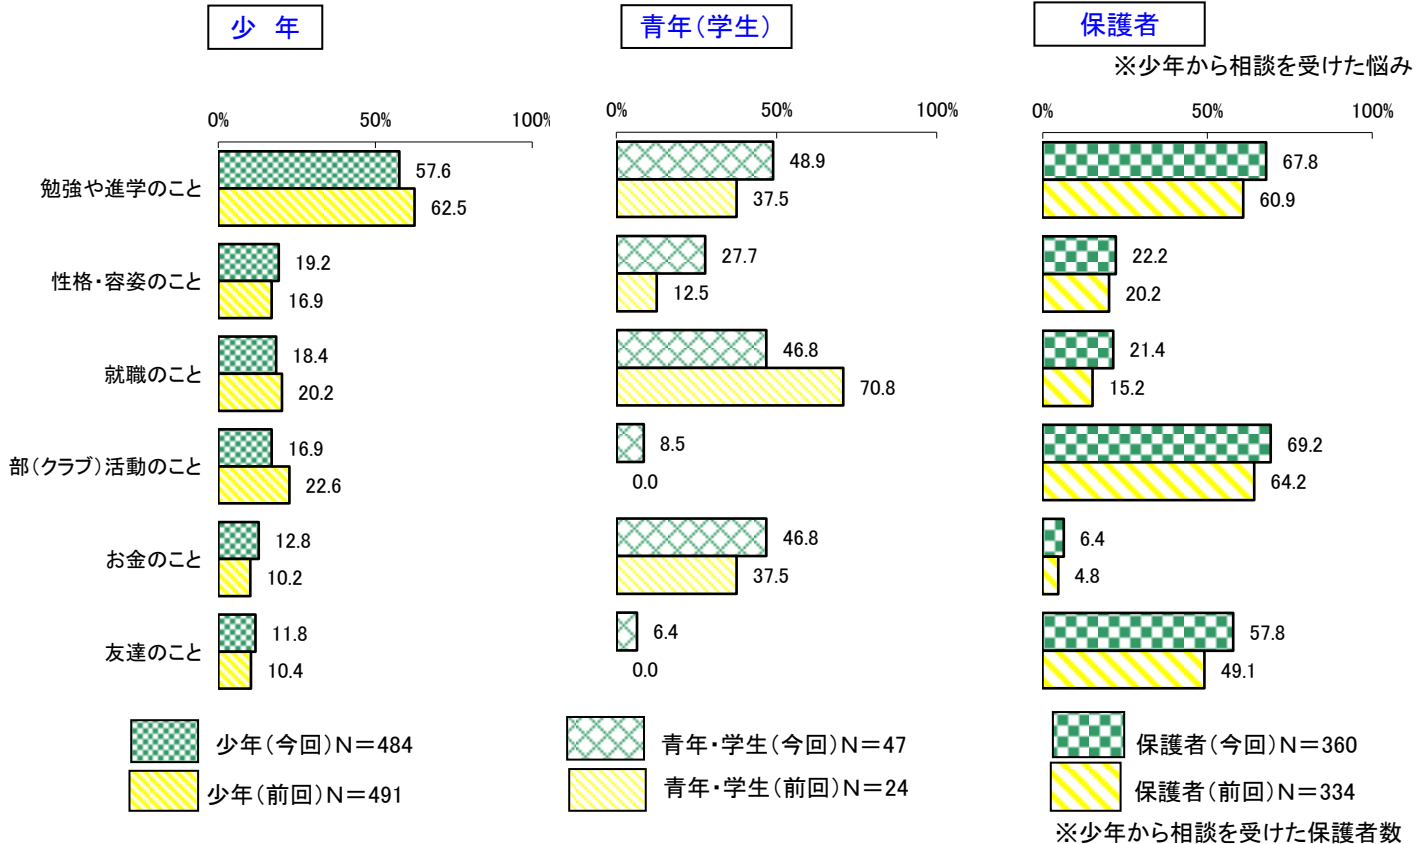 少 年
青年(学生)
保護者
※少年から相談を受けた悩み
0% 50% 100%
0% 50% 100%
0% 50% 100%
勉強や進学のこと 57.6 48.9 67.8
62.5 37.5 60.9
性格・容姿のこと 19.2 27.7 22.2
16.9 12.5 20.2
就職のこと 18.4 46.8 21.4
20.2 70.8 15.2
部(クラブ)活動のこと 16.9 8.5 69.2
22.6 0.0 64.2
お金のこと 12.8 46.8 6.4
10.2 37.5 4.8
友達のこと 11.8 6.4 57.8
10.4 0.0 49.1
少年(今回)N=484
少年(前回)N=491
青年・学生(今回)N=47
青年・学生(前回)N=24
保護者(今回)N=360
保護者(前回)N=334
※少年から相談を受けた保護者数